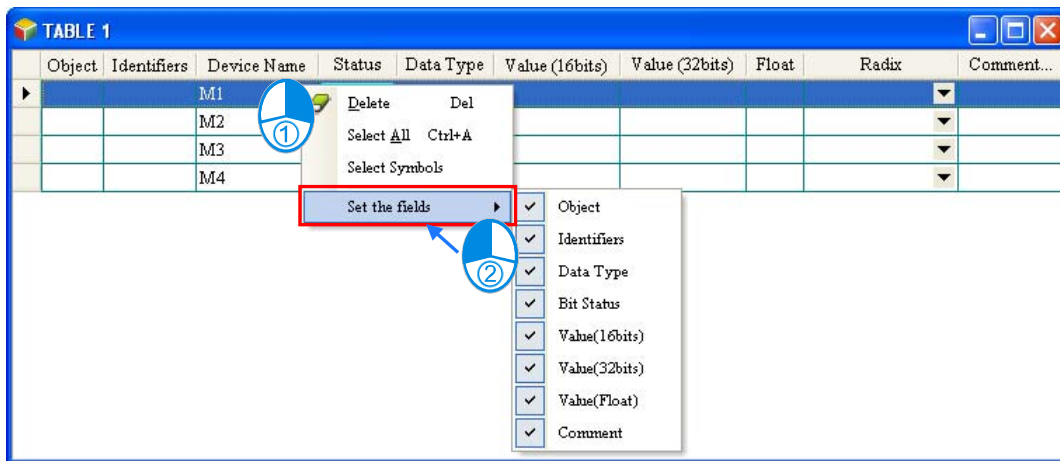 TABLE 1
Object Identifiers Device Name Status Data Type Value (16bits) Value (32bits) Float Radix Comment...
M1
M2
M3
M4
Delete Del
Select All Ctrl+A
Select Symbols
Set the fields
1
2
Object
Identifiers
Data Type
Bit Status
Value(16bits)
Value(32bits)
Value(Float)
Comment